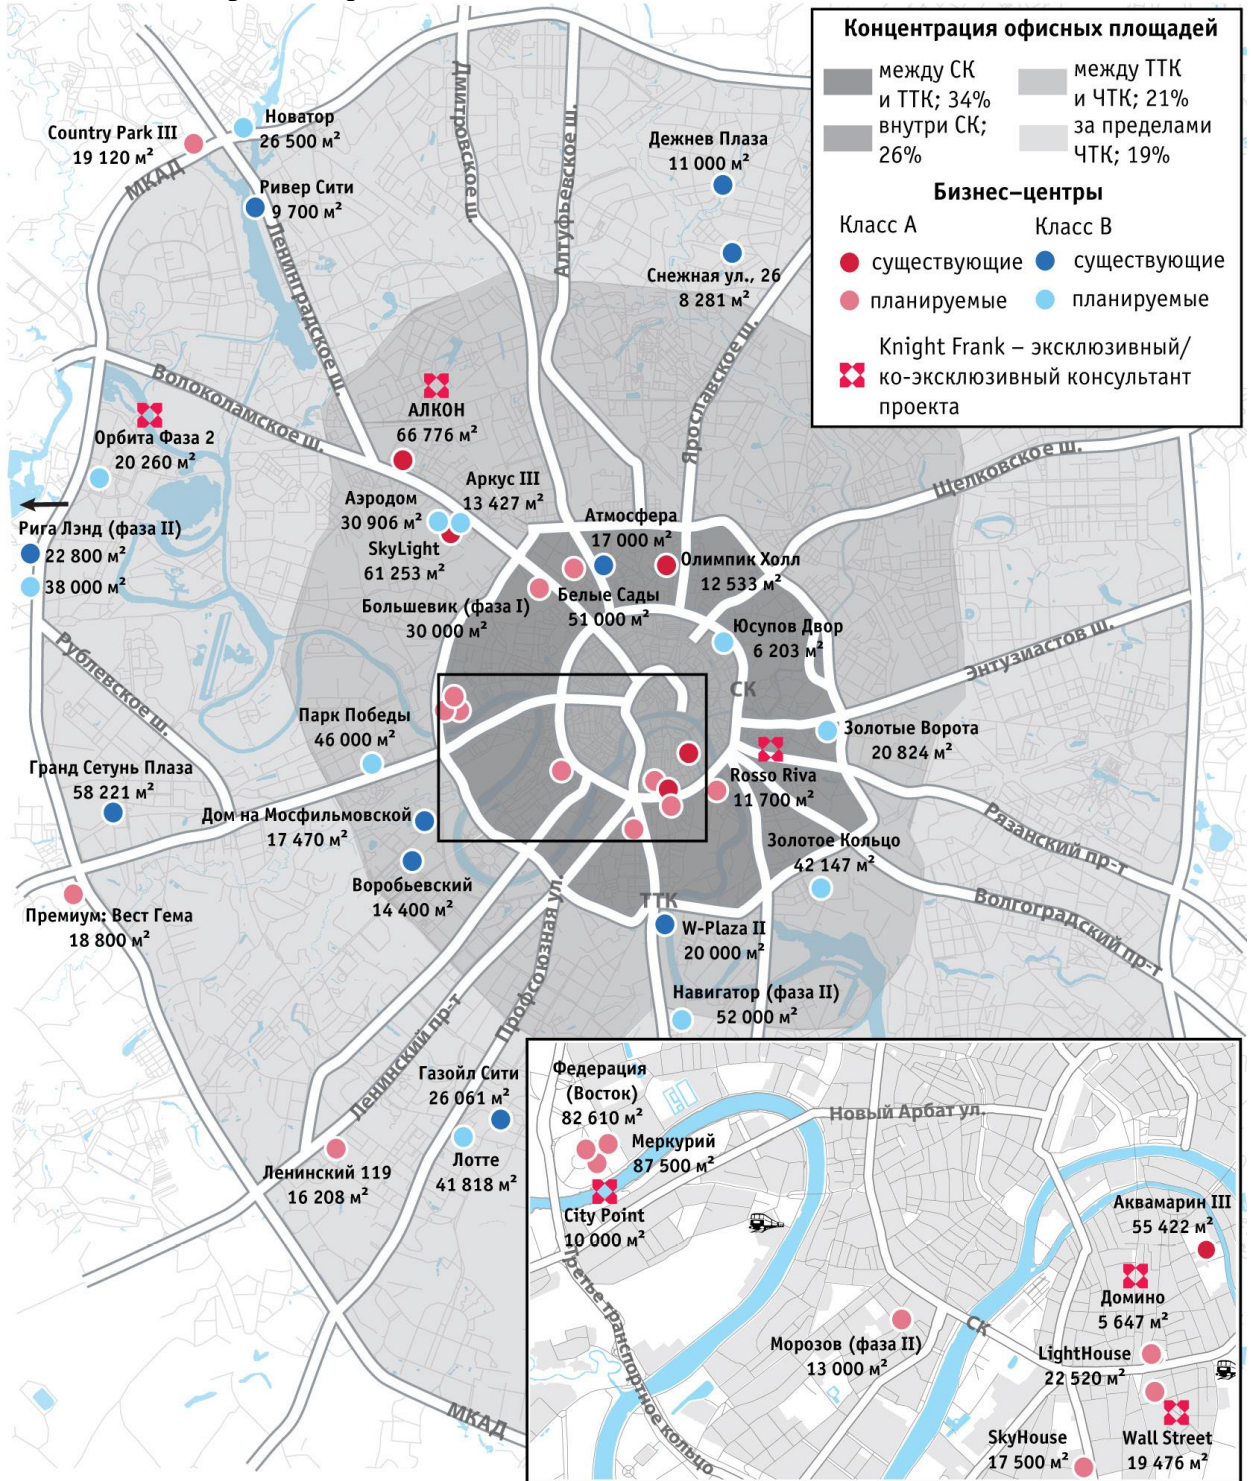 Концентрация офисных площадей
между СК
и ТТК; 34%
внутри СК;
26%
между ТТК
и ЧТК; 21%
за пределами
ЧТК; 19%
Бизнес–центры
Класс А
Класс В
существующие
существующие
планируемые
планируемые
Knight Frank – эксклюзивный/
ко-эксклюзивный консультант
проекта
Новатор
26 500 м²
Country Park III
19 120 м²
МКАД
Ривер Сити
9 700 м²
Ленинградское ш.
Дмитровское ш.
Алтуфьевское ш.
Дежнев Плаза
11 000 м²
Снежная ул., 26
8 281 м²
Ярославское ш.
Волоколамское ш.
АЛКОН
66 776 м²
Орбита Фаза 2
20 260 м²
Щелковское ш.
Аркус III
13 427 м²
Аэродом
30 906 м²
SkyLight
61 253 м²
Атмосфера
17 000 м²
Олимпик Холл
12 533 м²
Рига Лэнд (фаза II)
22 800 м²
38 000 м²
Белые Сады
51 000 м²
Большевик (фаза I)
30 000 м²
Юсупов Двор
6 203 м²
Энтузиастов ш.
Рублевское ш.
СК
Парк Победы
46 000 м²
Золотые Ворота
20 824 м²
Гранд Сетунь Плаза
58 221 м²
Rosso Riva
11 700 м²
Дом на Мосфильмовской
17 470 м²
Рязанский пр-т
Золотое Кольцо
42 147 м²
Воробьевский
14 400 м²
Волгоградский пр-т
ТТК
Премиум: Вест Гема
18 800 м²
W-Plaza II
20 000 м²
Навигатор (фаза II)
52 000 м²
Профсоюзная ул.
Ленинский пр-т
Газойл Сити
26 061 м²
Лотте
41 818 м²
Ленинский 119
16 208 м²
МКАД
Федерация
(Восток)
82 610 м²
Меркурий
87 500 м²
Новый Арбат ул.
City Point
10 000 м²
Третье транспортное кольцо
Аквамарин III
55 422 м²
Домино
5 647 м²
СК
Морозов (фаза II)
13 000 м²
LightHouse
22 520 м²
SkyHouse
17 500 м²
Wall Street
19 476 м²